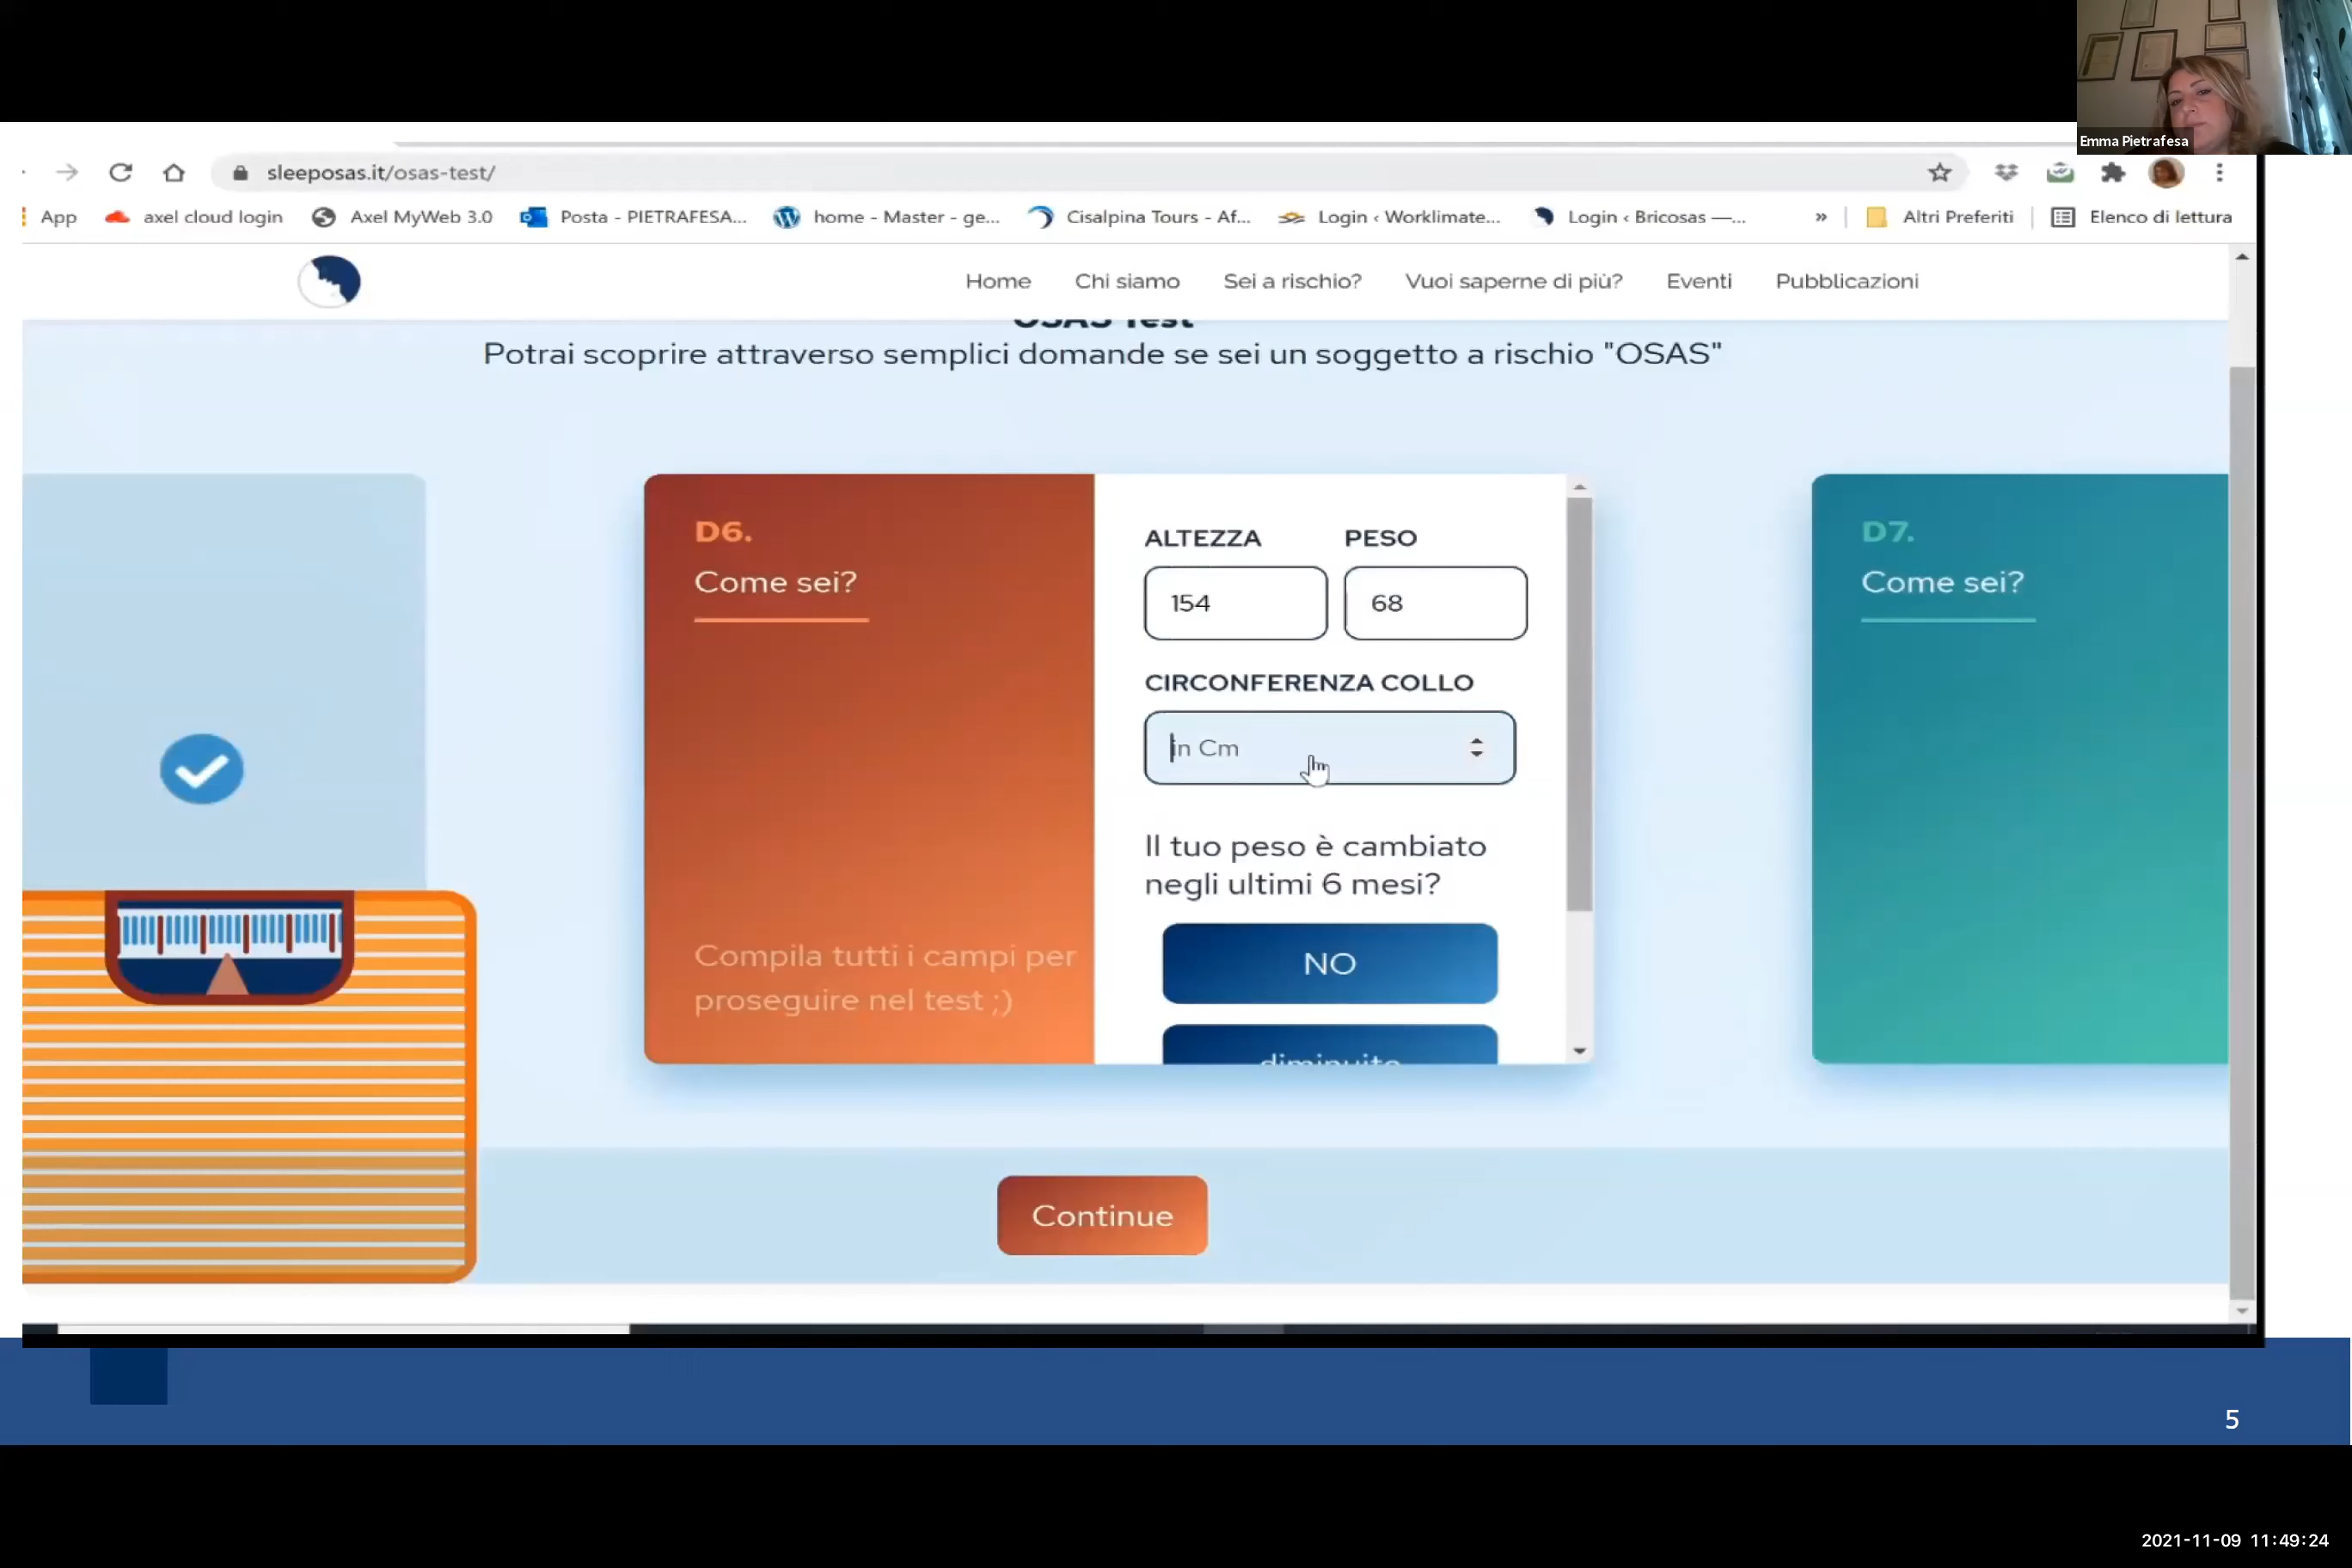 Emma Pietrafesa
sleeposas.it/osas-test/
App
axel cloud login
Axel MyWeb 3.0
Posta - PIETRAFESA...
home - Master - ge...
Cisalpina Tours - Af...
Login ‹ Worklimate...
Login ‹ Bricosas —...
»
Altri Preferiti
Elenco di lettura
Home
Chi siamo
Sei a rischio?
Vuoi saperne di più?
Eventi
Pubblicazioni
OSAS Test
Potrai scoprire attraverso semplici domande se sei un soggetto a rischio "OSAS"
D6.
Come sei?
Compila tutti i campi per
proseguire nel test ;)
ALTEZZA
PESO
154
68
CIRCONFERENZA COLLO
in Cm
Il tuo peso è cambiato
negli ultimi 6 mesi?
NO
diminuito
D7.
Come sei?
Continue
5
2021-11-09 11:49:24